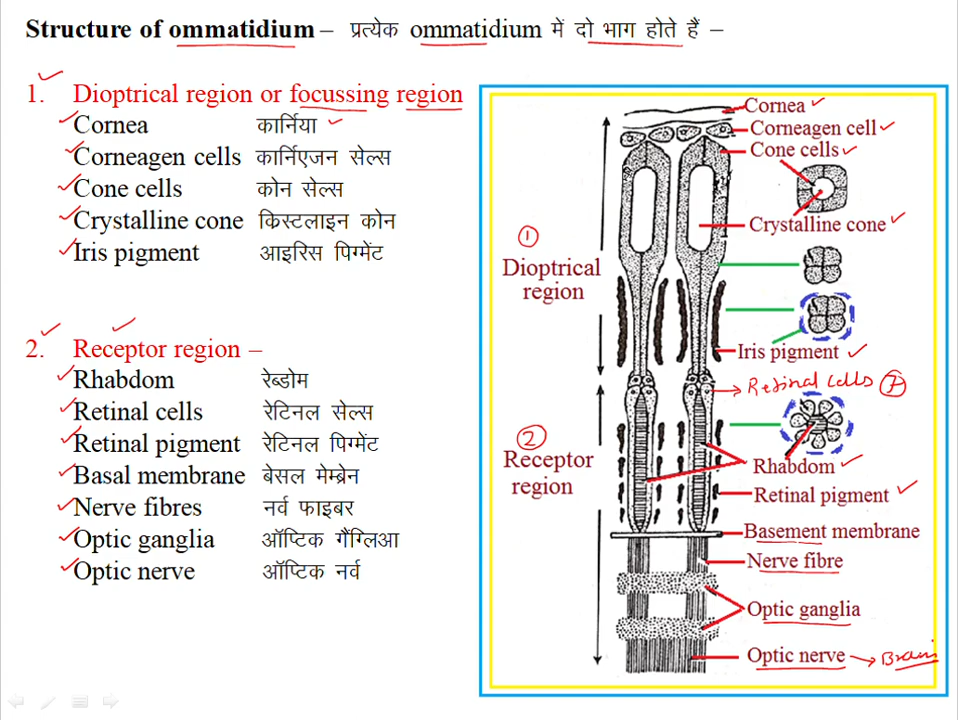 Structure of ommatidium – प्रत्येक ommatidium में दो भाग होते हैं –
1. Dioptrical region or focussing region
Cornea कार्निया
Corneagen cells कार्निएजन सेल्स
Cone cells कोन सेल्स
Crystalline cone क्रिस्टलाइन कोन
Iris pigment आइरिस पिग्मेंट
2. Receptor region –
Rhabdom रेब्डोम
Retinal cells रेटिनल सेल्स
Retinal pigment रेटिनल पिग्मेंट
Basal membrane बेसल मेम्ब्रेन
Nerve fibres नर्व फाइबर
Optic ganglia ऑप्टिक गैंग्लिआ
Optic nerve ऑप्टिक नर्व
Cornea
Corneagen cell
Cone cells
Crystalline cone
1
Dioptrical
region
Iris pigment
Retinal cells 7
2
Receptor
region
Rhabdom
Retinal pigment
Basement membrane
Nerve fibre
Optic ganglia
Optic nerve → Brain